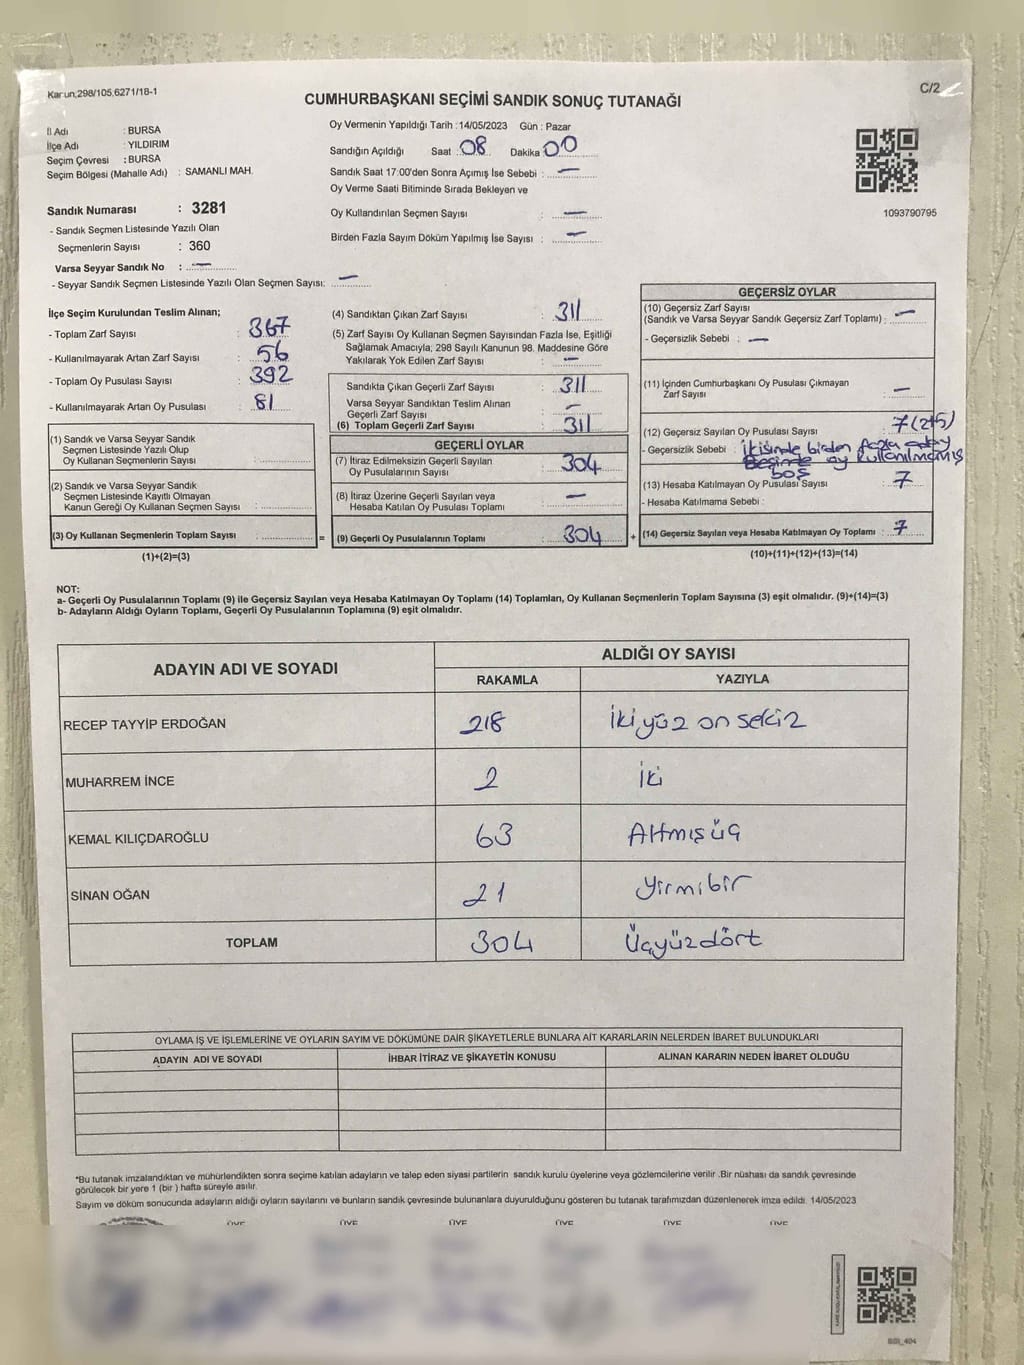 Kanun;298/105,6271/18-1
C/2
CUMHURBAŞKANI SEÇİMİ SANDIK SONUÇ TUTANAĞI
İl Adı : BURSA
İlçe Adı : YILDIRIM
Seçim Çevresi : BURSA
Seçim Bölgesi (Mahalle Adı) : SAMANLI MAH.
Sandık Numarası : 3281
- Sandık Seçmen Listesinde Yazılı Olan
Seçmenlerin Sayısı : 360
Varsa Seyyar Sandık No : —
- Seyyar Sandık Seçmen Listesinde Yazılı Olan Seçmen Sayısı: —
Oy Vermenin Yapıldığı Tarih :14/05/2023 Gün : Pazar
Sandığın Açıldığı Saat :08 Dakika :00
Sandık Saat 17:00'den Sonra Açımış İse Sebebi : —
Oy Verme Saati Bitiminde Sırada Bekleyen ve
Oy Kullandırılan Seçmen Sayısı : —
Birden Fazla Sayım Döküm Yapılmış İse Sayısı : —
1093790795
İlçe Seçim Kurulundan Teslim Alınan;
- Toplam Zarf Sayısı : 367
- Kullanılmayarak Artan Zarf Sayısı : 56
- Toplam Oy Pusulası Sayısı : 392
- Kullanılmayarak Artan Oy Pusulası : 81
(1) Sandık ve Varsa Seyyar Sandık
Seçmen Listesinde Yazılı Olup
Oy Kullanan Seçmenlerin Sayısı :
(2) Sandık ve Varsa Seyyar Sandık
Seçmen Listesinde Kayıtlı Olmayan
Kanun Gereği Oy Kullanan Seçmen Sayısı :
(3) Oy Kullanan Seçmenlerin Toplam Sayısı : =
(1)+(2)=(3)
(4) Sandıktan Çıkan Zarf Sayısı : 311
(5) Zarf Sayısı Oy Kullanan Seçmen Sayısından Fazla İse, Eşitliği
Sağlamak Amacıyla; 298 Sayılı Kanunun 98. Maddesine Göre
Yakılarak Yok Edilen Zarf Sayısı : —
Sandıkta Çıkan Geçerli Zarf Sayısı : 311
Varsa Seyyar Sandıktan Teslim Alınan
Geçerli Zarf Sayısı : —
(6) Toplam Geçerli Zarf Sayısı : 311
GEÇERLİ OYLAR
(7) İtiraz Edilmeksizin Geçerli Sayılan
Oy Pusulasının Sayısı : 304
(8) İtiraz Üzerine Geçerli Sayılan veya
Hesaba Katılan Oy Pusulası Toplamı : —
(9) Geçerli Oy Pusulalarının Toplamı : 304 +
GEÇERSİZ OYLAR
(10) Geçersiz Zarf Sayısı
(Sandık ve Varsa Seyyar Sandık Geçersiz Zarf Toplamı) : —
- Geçersizlik Sebebi : —
(11) İçinden Cumhurbaşkanı Oy Pusulası Çıkmayan
Zarf Sayısı : —
(12) Geçersiz Sayılan Oy Pusulası Sayısı : 7(2+5)
- Geçersizlik Sebebi : İkisinde birden fazla aday
Beşinde oy kullanılmamış
boş
(13) Hesaba Katılmayan Oy Pusulası Sayısı : 7
- Hesaba Katılmama Sebebi :
(14) Geçersiz Sayılan veya Hesaba Katılmayan Oy Toplamı : 7
(10)+(11)+(12)+(13)=(14)
NOT:
a- Geçerli Oy Pusulalarının Toplamı (9) ile Geçersiz Sayılan veya Hesaba Katılmayan Oy Toplamı (14) Toplamları, Oy Kullanan Seçmenlerin Toplam Sayısına (3) eşit olmalıdır. (9)+(14)=(3)
b- Adayların Aldığı Oyların Toplamı, Geçerli Oy Pusulalarının Toplamına (9) eşit olmalıdır.
ADAYIN ADI VE SOYADI
ALDIĞI OY SAYISI
RAKAMLA YAZIYLA
RECEP TAYYİP ERDOĞAN 218 İkiyüz on sekiz
MUHARREM İNCE 2 İki
KEMAL KILIÇDAROĞLU 63 Altmışüç
SİNAN OĞAN 21 Yirmibir
TOPLAM 304 Üçyüzdört
OYLAMA İŞ VE İŞLEMLERİNE VE OYLARIN SAYIM VE DÖKÜMÜNE DAİR ŞİKAYETLERLE BUNLARA AİT KARARLARIN NELERDEN İBARET BULUNDUKLARI
ADAYIN ADI VE SOYADI İHBAR İTİRAZ VE ŞİKAYETİN KONUSU ALINAN KARARIN NEDEN İBARET OLDUĞU
*Bu tutanak imzalandıktan ve mühürlendikten sonra seçime katılan adayların ve talep eden siyasi partilerin sandık kurulu üyelerine veya gözlemcilerine verilir .Bir nüshası da sandık çevresinde
görülecek bir yere 1 (bir ) hafta süreyle asılır.
Sayım ve döküm sonucunda adayların aldığı oyların sayılarını ve bunların sandık çevresinde bulunanlara duyurulduğunu gösteren bu tutanak tarafımızdan düzenlenerek imza edildi. 14/05/2023
ÜYE ÜYE ÜYE ÜYE ÜYE ÜYE